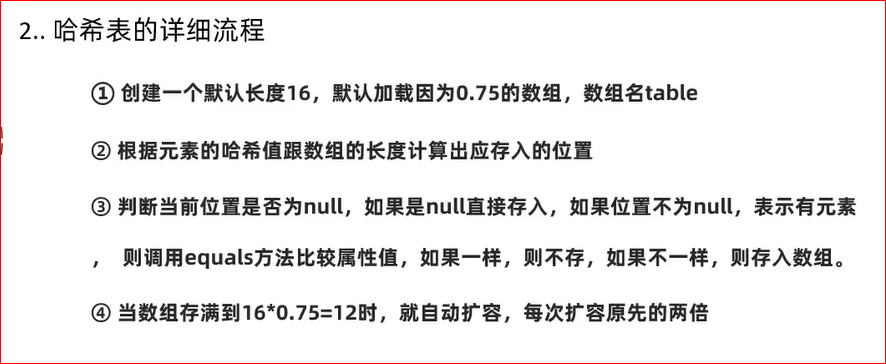 2.. 哈希表的详细流程
① 创建一个默认长度16，默认加载因为0.75的数组，数组名table
② 根据元素的哈希值跟数组的长度计算出应存入的位置
③ 判断当前位置是否为null，如果是null直接存入，如果位置不为null，表示有元素
， 则调用equals方法比较属性值，如果一样，则不存，如果不一样，则存入数组。
④ 当数组存满到16*0.75=12时，就自动扩容，每次扩容原先的两倍